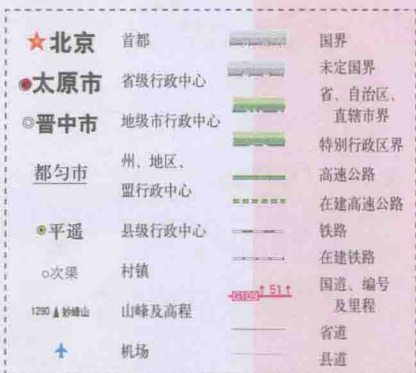 北京 首都 国界
太原市 省级行政中心 未定国界
晋中市 地级市行政中心 省、自治区、
直辖市界
特别行政区界
都匀市 州、地区、
盟行政中心
高速公路
在建高速公路
平遥 县级行政中心 铁路
在建铁路
次渠 村镇
G109 51 国道、编号
及里程
1290 妙峰山 山峰及高程
省道
机场 县道